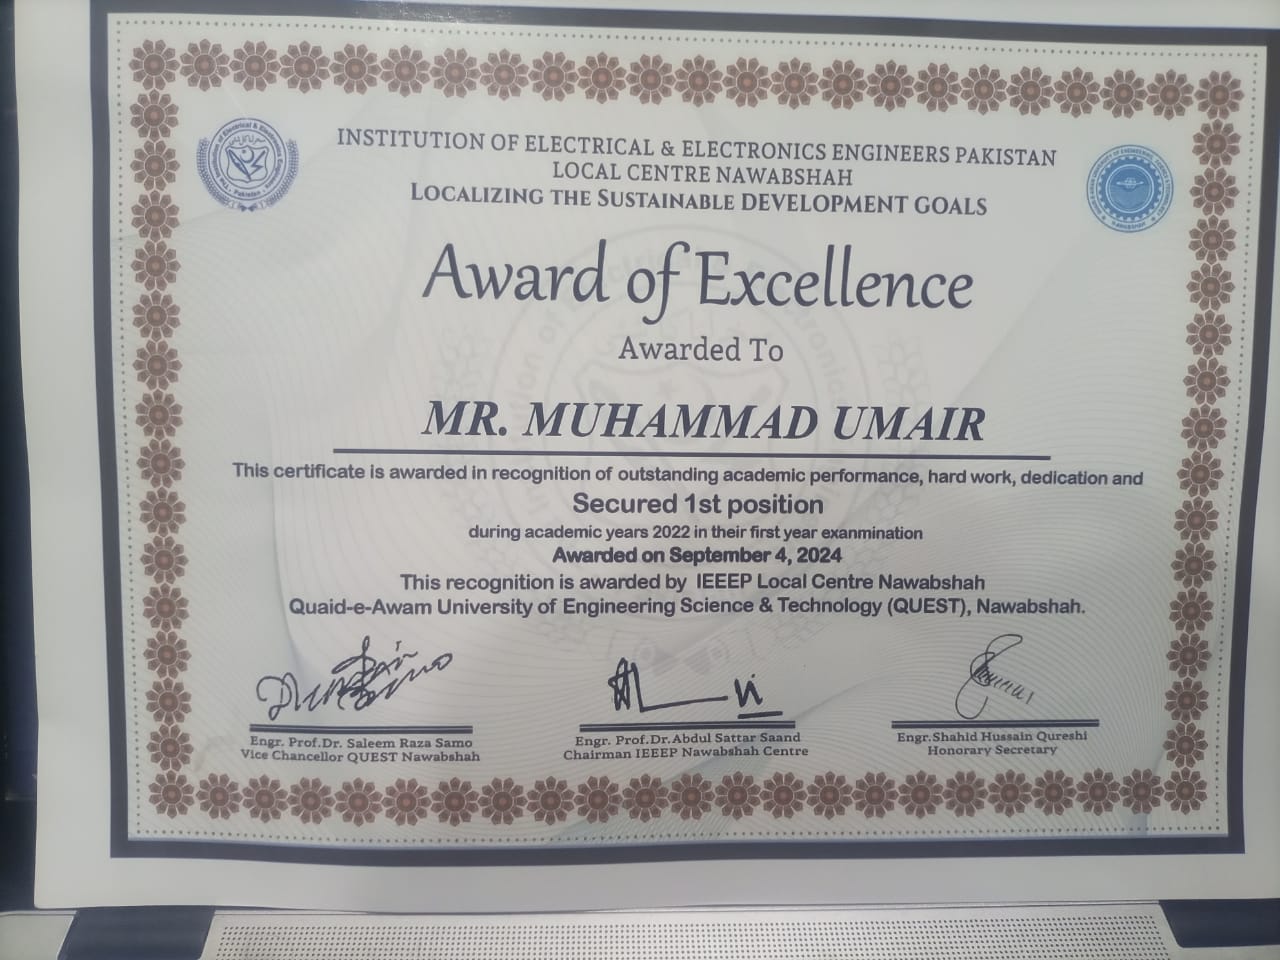 INSTITUTION OF ELECTRICAL & ELECTRONICS ENGINEERS PAKISTAN
LOCAL CENTRE NAWABSHAH
LOCALIZING THE SUSTAINABLE DEVELOPMENT GOALS
Award of Excellence
Awarded To
MR. MUHAMMAD UMAIR
This certificate is awarded in recognition of outstanding academic performance, hard work, dedication and
Secured 1st position
during academic years 2022 in their first year exanmination
Awarded on September 4, 2024
This recognition is awarded by IEEEP Local Centre Nawabshah
Quaid-e-Awam University of Engineering Science & Technology (QUEST), Nawabshah.
Engr. Prof.Dr. Saleem Raza Samo
Vice Chancellor QUEST Nawabshah
Engr. Prof.Dr.Abdul Sattar Saand
Chairman IEEEP Nawabshah Centre
Engr.Shahid Hussain Qureshi
Honorary Secretary